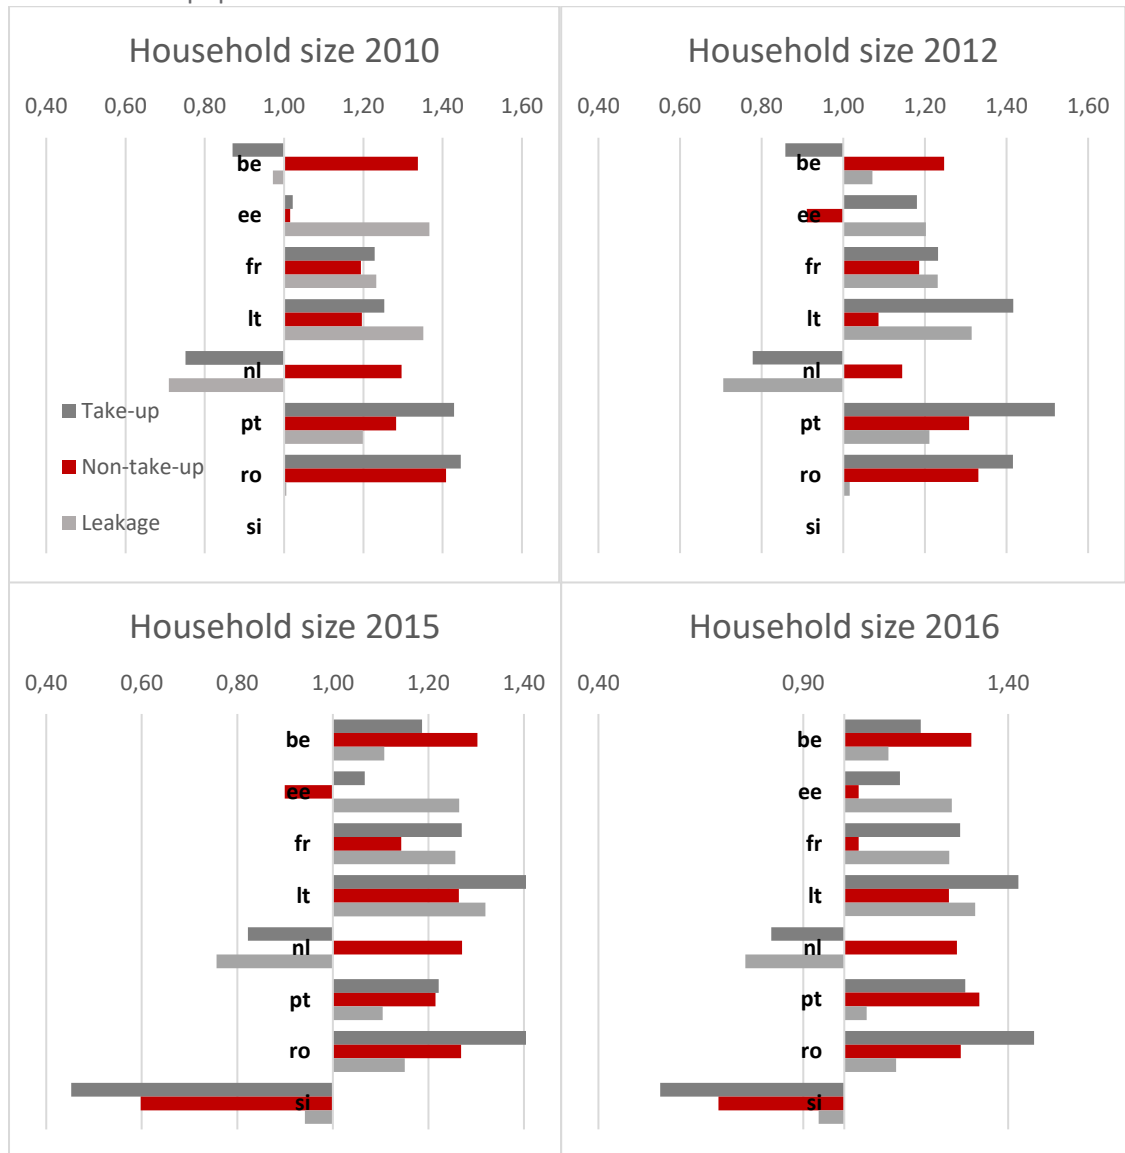 Household size 2010
0,40 0,60 0,80 1,00 1,20 1,40 1,60
be
ee
fr
lt
nl
pt
ro
si
Take-up
Non-take-up
Leakage
Household size 2012
0,40 0,60 0,80 1,00 1,20 1,40 1,60
be
ee
fr
lt
nl
pt
ro
si
Household size 2015
0,40 0,60 0,80 1,00 1,20 1,40
be
ee
fr
lt
nl
pt
ro
si
Household size 2016
0,40 0,90 1,40
be
ee
fr
lt
nl
pt
ro
si